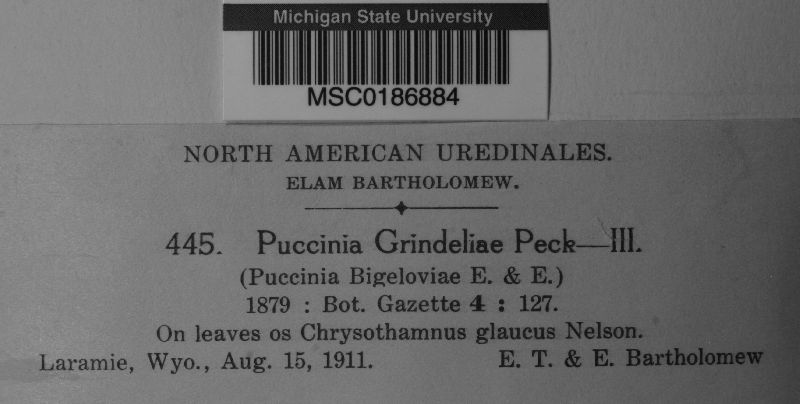 Michigan State University
MSC0186884
NORTH AMERICAN UREDINALES.
ELAM BARTHOLOMEW.
445. Puccinia Grindeliae Peck—III.
(Puccinia Bigeloviae E. & E.)
1879 : Bot. Gazette 4 : 127.
On leaves os Chrysothamnus glaucus Nelson.
Laramie, Wyo., Aug. 15, 1911. E. T. & E. Bartholomew